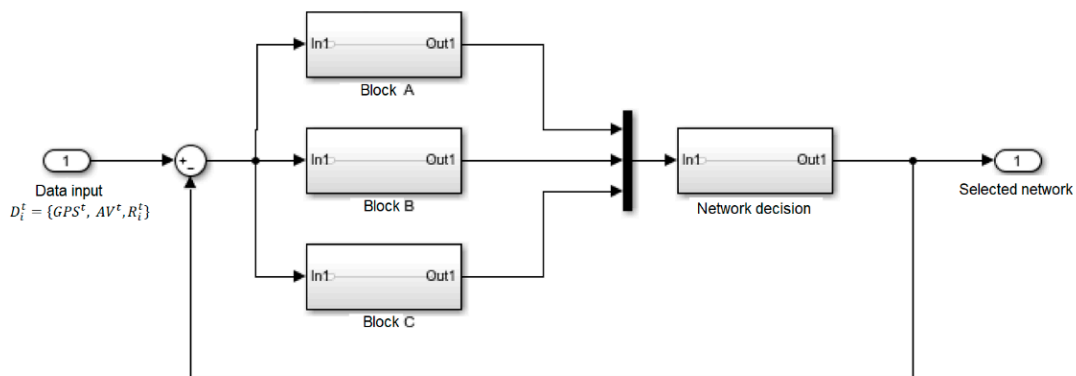 In1 Out1
Block A
1
Data input
D_i^t = {GPS^t, AV^t, R_i^t}
+
−
In1 Out1
Block B
In1 Out1
Block C
In1 Out1
Network decision
1
Selected network